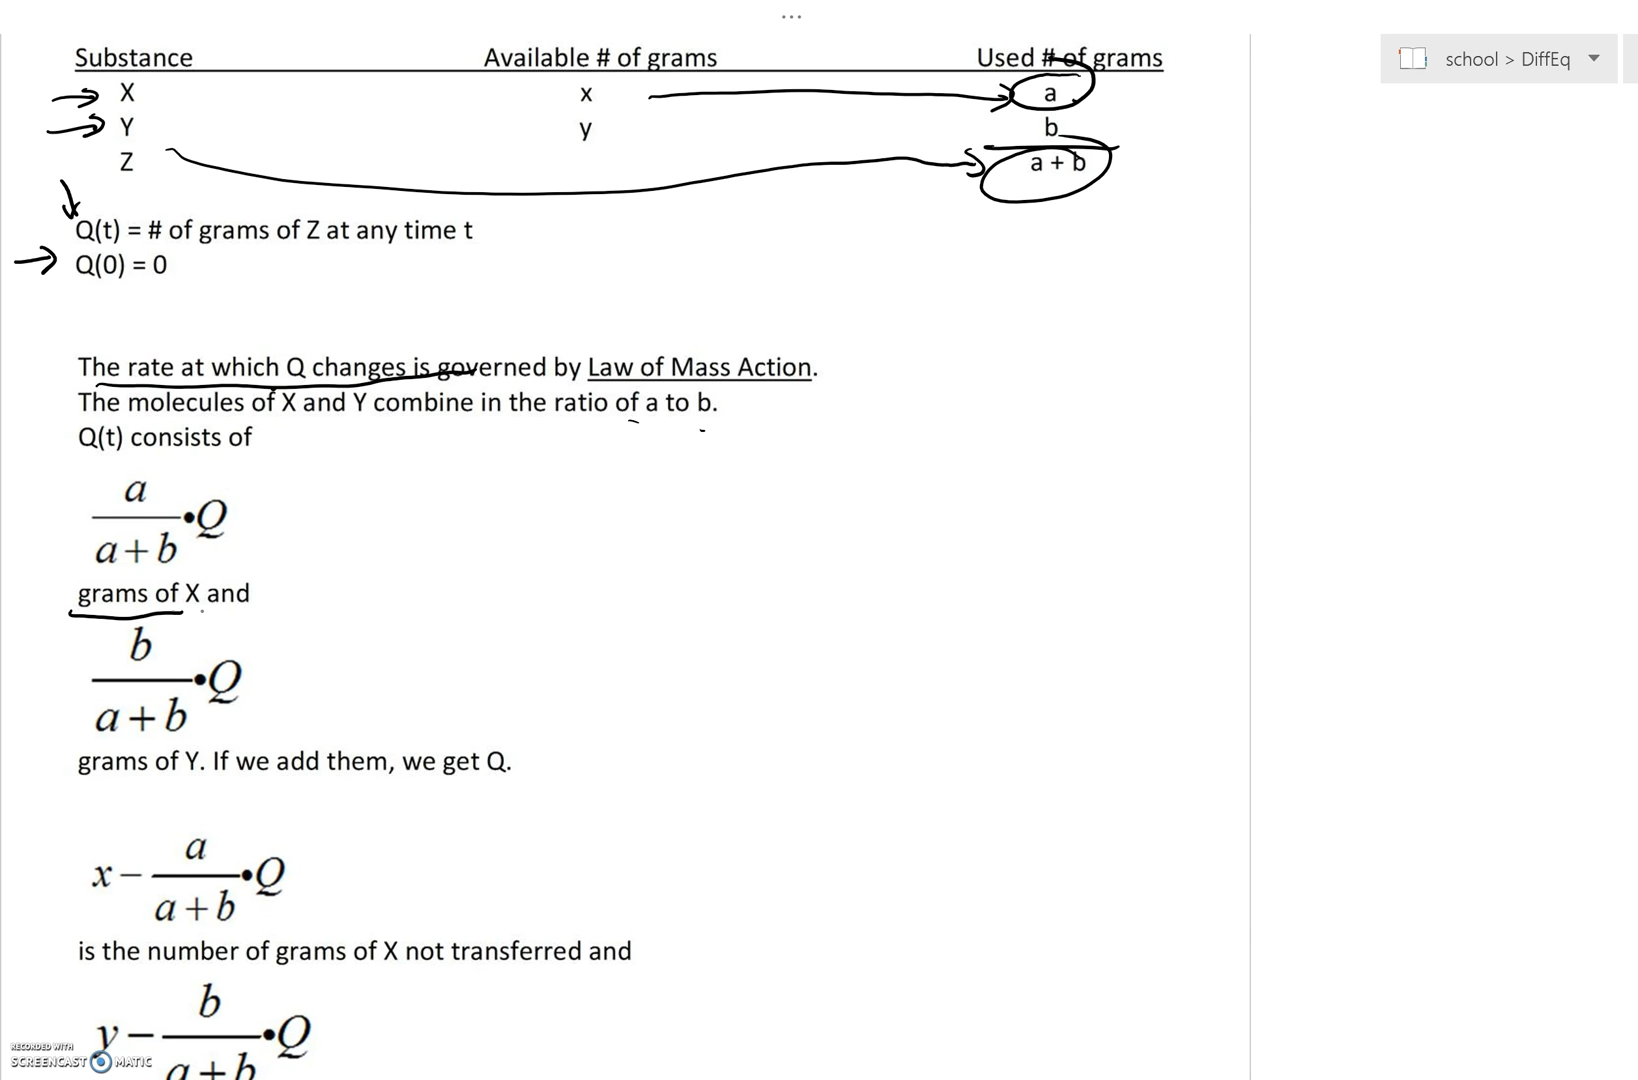 ...
school > DiffEq
Substance Available # of grams Used # of grams
X x a
Y y b
Z a + b
Q(t) = # of grams of Z at any time t
Q(0) = 0
The rate at which Q changes is governed by Law of Mass Action.
The molecules of X and Y combine in the ratio of a to b.
Q(t) consists of
a
—— •Q
a + b
grams of X and
b
—— •Q
a + b
grams of Y. If we add them, we get Q.
a
x − —— •Q
a + b
is the number of grams of X not transferred and
b
y − —— •Q
a + b
RECORDED WITH
SCREENCAST MATIC